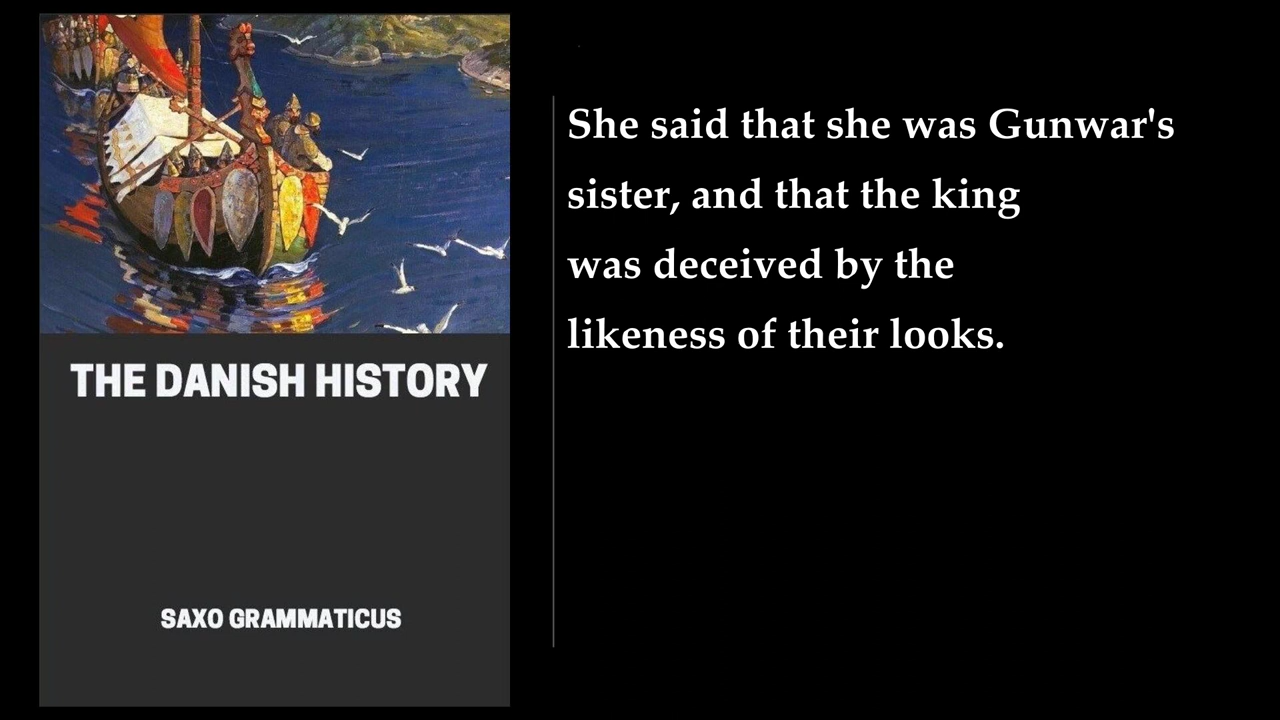 THE DANISH HISTORY
SAXO GRAMMATICUS
She said that she was Gunwar's
sister, and that the king
was deceived by the
likeness of their looks.